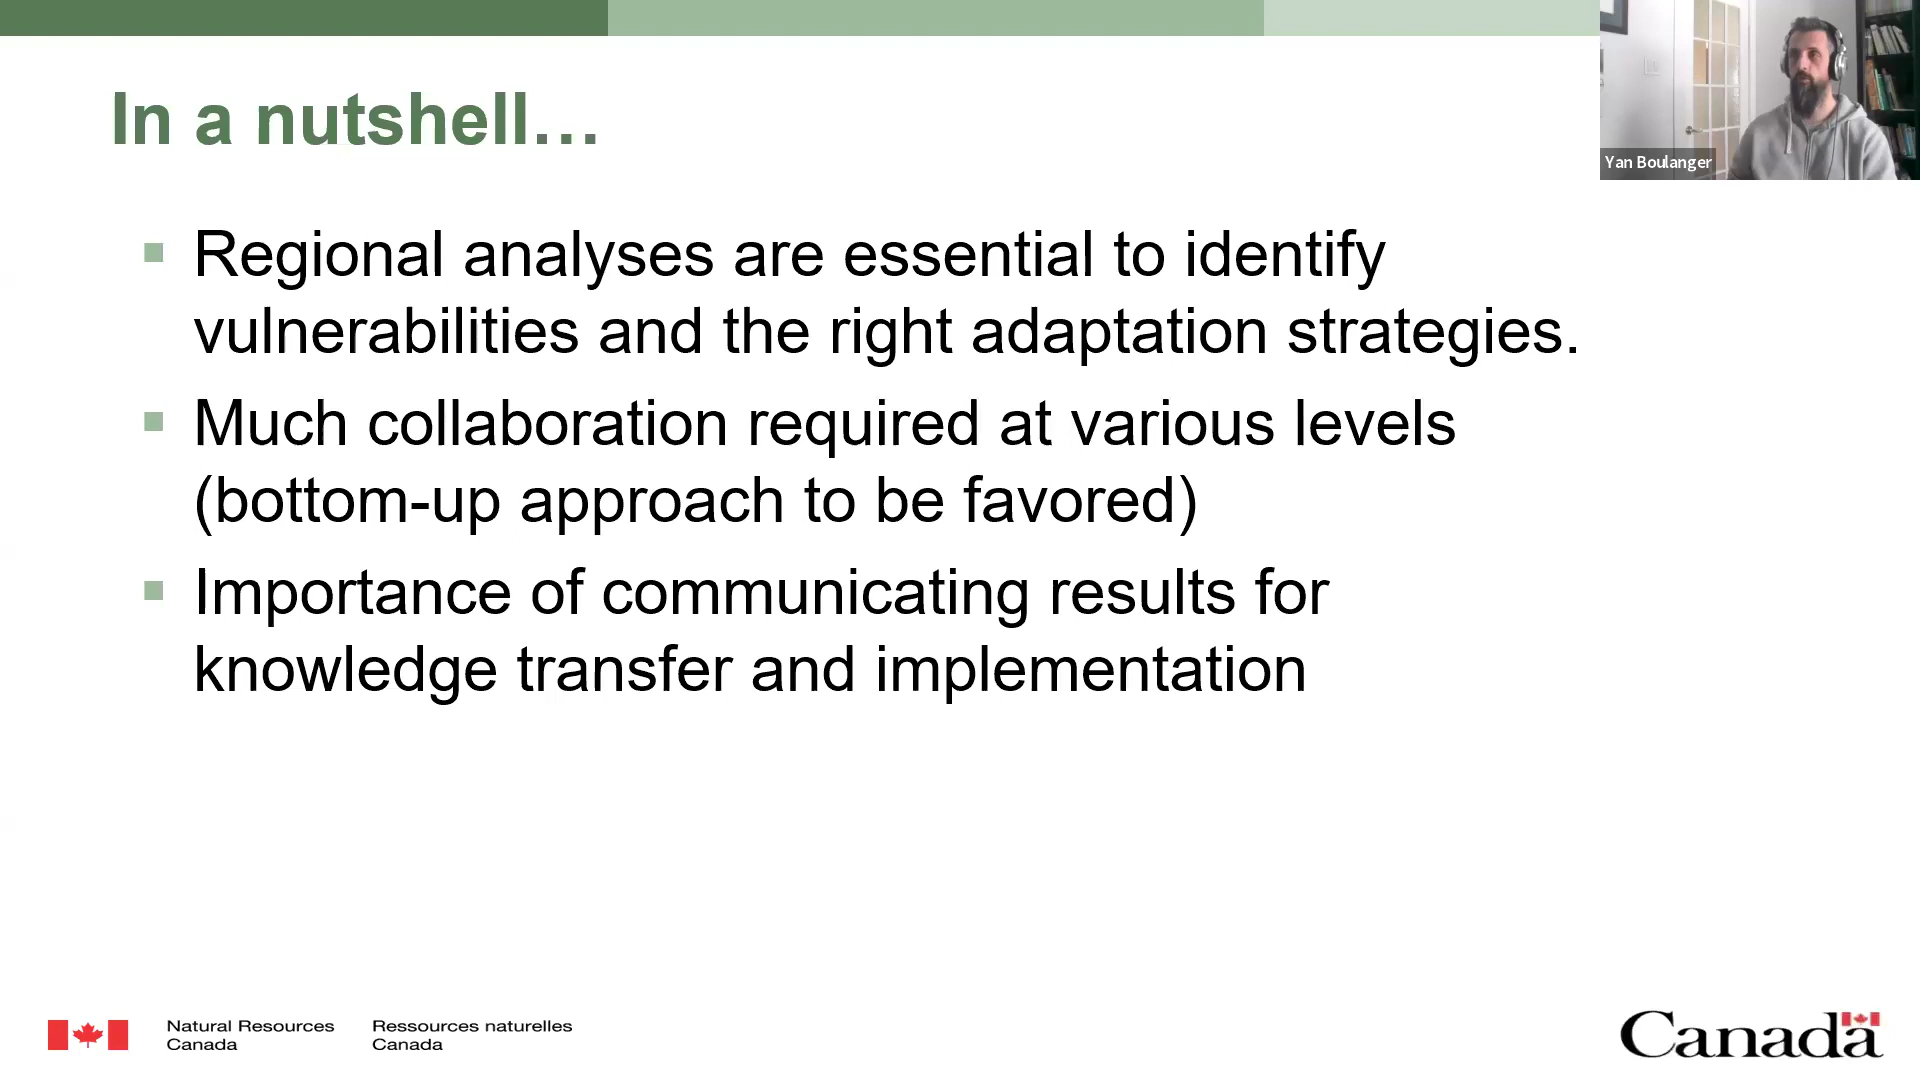 In a nutshell…
Yan Boulanger
Regional analyses are essential to identify
vulnerabilities and the right adaptation strategies.
Much collaboration required at various levels
(bottom-up approach to be favored)
Importance of communicating results for
knowledge transfer and implementation
Natural Resources
Canada
Ressources naturelles
Canada
Canada